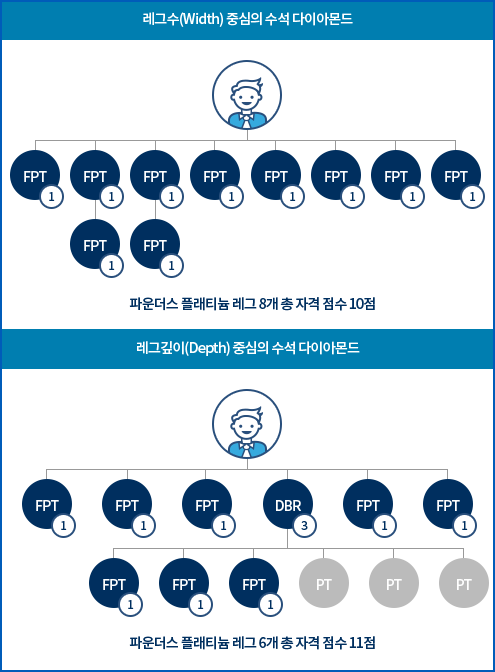 레그수(Width) 중심의 수석 다이아몬드
FPT FPT FPT FPT FPT FPT FPT FPT
1 1 1 1 1 1 1 1
FPT FPT
1 1
파운더스 플래티늄 레그 8개 총 자격 점수 10점
레그깊이(Depth) 중심의 수석 다이아몬드
FPT FPT FPT DBR FPT FPT
1 1 1 3 1 1
FPT FPT FPT PT PT PT
1 1 1
파운더스 플래티늄 레그 6개 총 자격 점수 11점